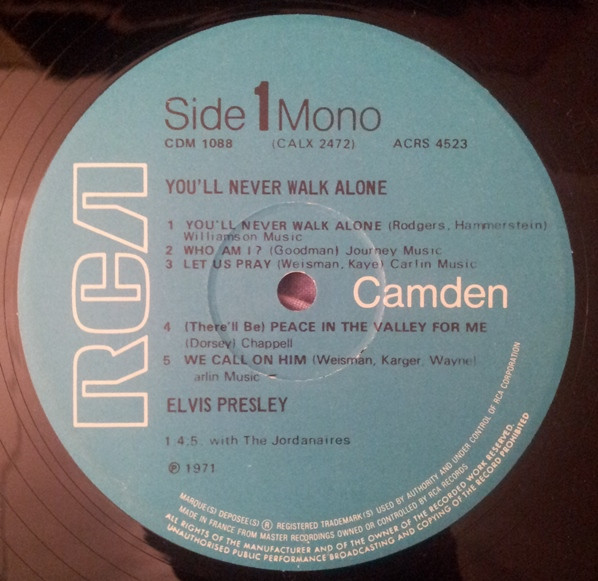 Side 1 Mono
CDM 1088 (CALX 2472) ACRS 4523
YOU'LL NEVER WALK ALONE
1 YOU'LL NEVER WALK ALONE (Rodgers, Hammerstein)
Williamson Music
2 WHO AM I? (Goodman) Journey Music
3 LET US PRAY (Weisman, Kaye) Carlin Music
RCA
Camden
4 (There'll Be) PEACE IN THE VALLEY FOR ME
(Dorsey) Chappell
5 WE CALL ON HIM (Weisman, Karger, Wayne)
arlin Music
ELVIS PRESLEY
1.4.5. with The Jordanaires
℗ 1971
MARQUE(S) DEPOSEE(S) ® REGISTERED TRADEMARK(S) USED BY AUTHORITY AND UNDER CONTROL OF RCA CORPORATION
MADE IN FRANCE FROM MASTER RECORDINGS OWNED OR CONTROLLED BY RCA RECORDS
ALL RIGHTS OF THE MANUFACTURER AND OF THE OWNER OF THE RECORDED WORK RESERVED.
UNAUTHORISED PUBLIC PERFORMANCE BROADCASTING AND COPYING OF THE RECORD PROHIBITED